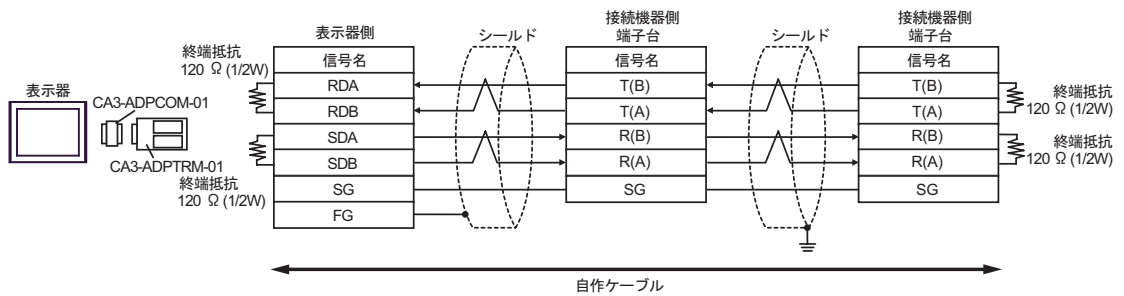 表示器
CA3-ADPCOM-01
CA3-ADPTRM-01
終端抵抗
120 Ω (1/2W)
終端抵抗
120 Ω (1/2W)
表示器側
信号名
RDA
RDB
SDA
SDB
SG
FG
シールド
接続機器側
端子台
信号名
T(B)
T(A)
R(B)
R(A)
SG
シールド
接続機器側
端子台
信号名
T(B)
T(A)
R(B)
R(A)
SG
終端抵抗
120 Ω (1/2W)
終端抵抗
120 Ω (1/2W)
自作ケーブル